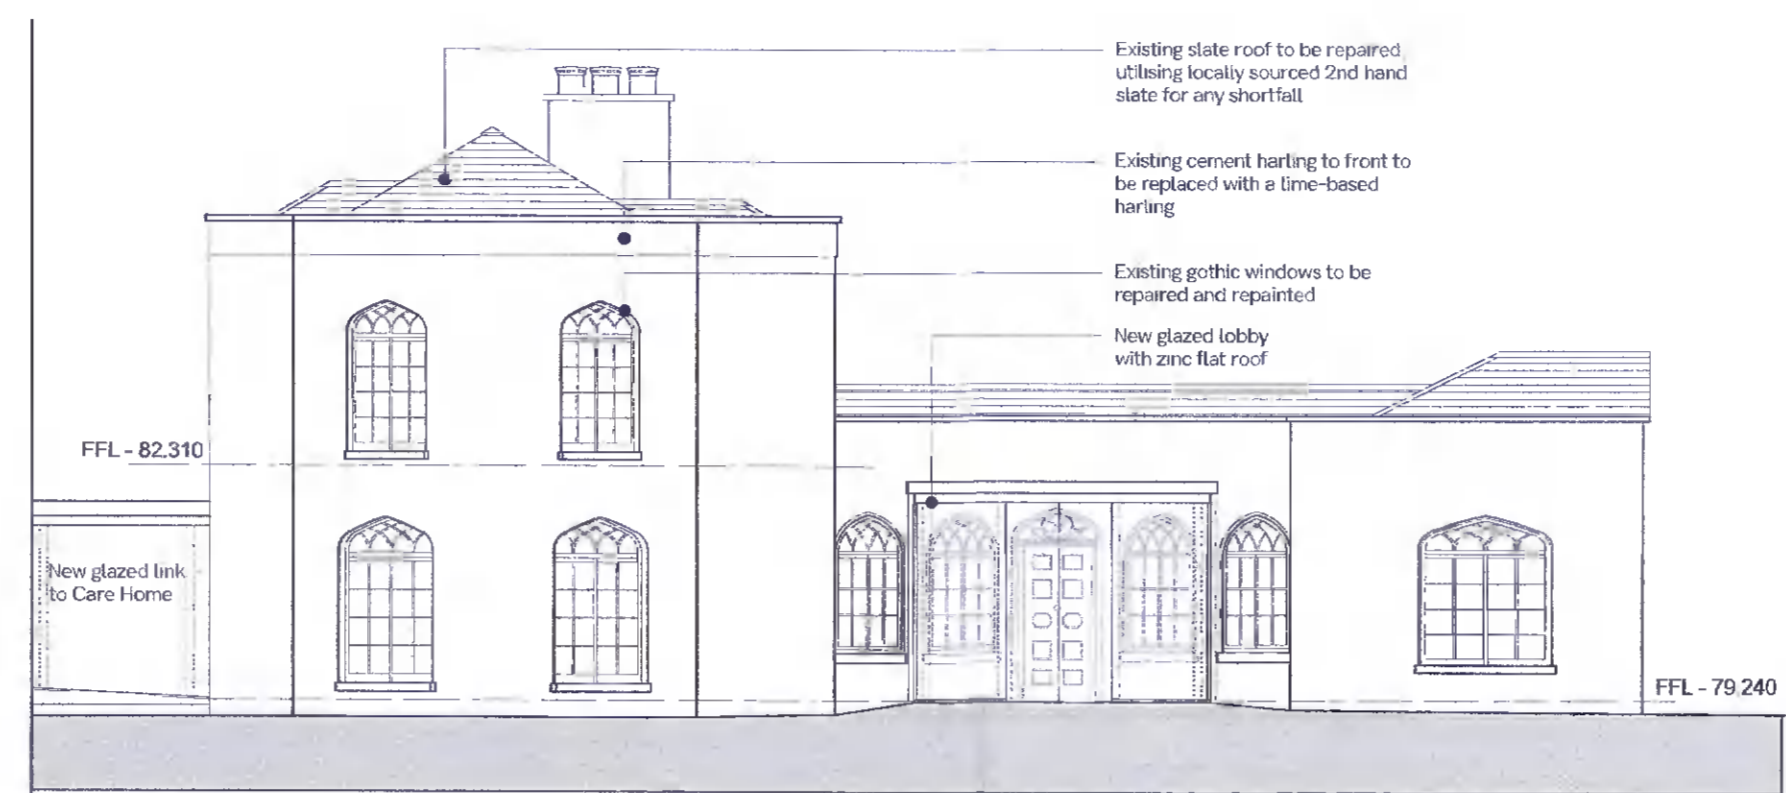 Existing slate roof to be repaired,
utilising locally sourced 2nd hand
slate for any shortfall
Existing cement harling to front to
be replaced with a lime-based
harling
Existing gothic windows to be
repaired and repainted
New glazed lobby
with zinc flat roof
FFL - 82.310
New glazed link
to Care Home
FFL - 79.240